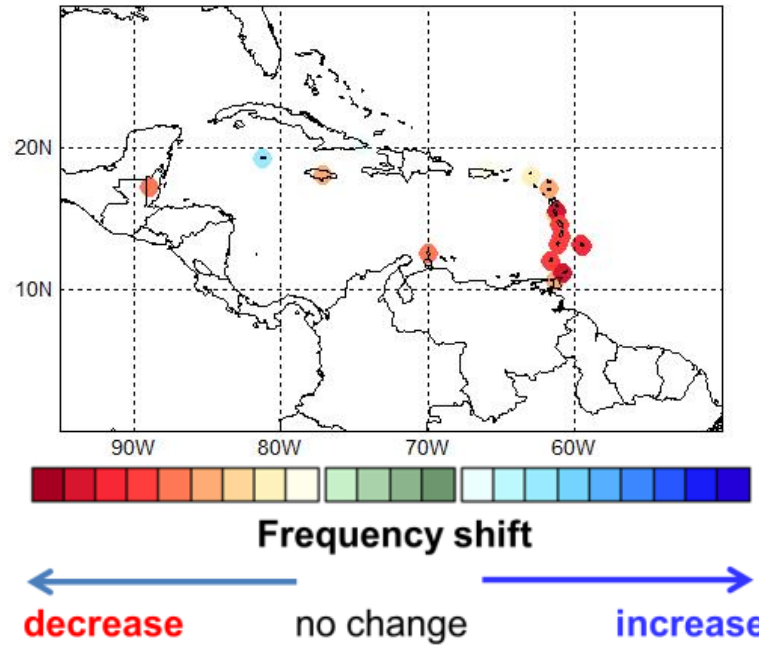 20N
10N
90W 80W 70W 60W
Frequency shift
decrease no change increase